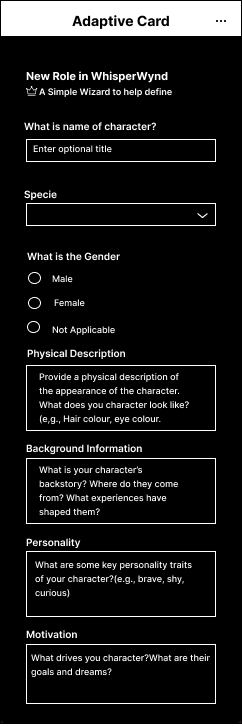 Adaptive Card
New Role in WhisperWynd
A Simple Wizard to help define
What is name of character?
Enter optional title
Specie
What is the Gender
Male
Female
Not Applicable
Physical Description
Provide a physical description of
the appearance of the character.
What does you character look like?
(e,g., Hair colour, eye colour.
Background Information
What is your character's
backstory? Where do they come
from? What experiences have
shaped them?
Personality
What are some key personality traits
of your character?(e.g., brave, shy,
curious)
Motivation
What drives you character?What are their
goals and dreams?